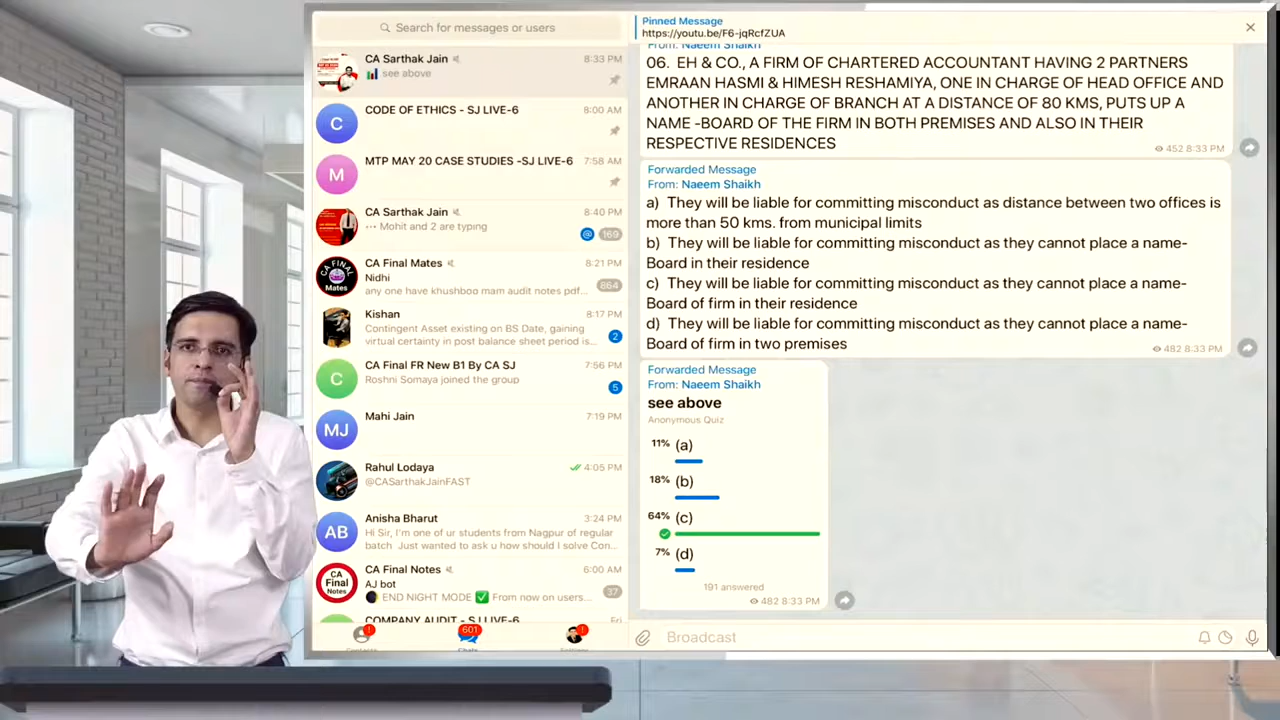 Search for messages or users
CA Sarthak Jain
8:33 PM
see above
C
CODE OF ETHICS - SJ LIVE-6
8:00 AM
M
MTP MAY 20 CASE STUDIES -SJ LIVE-6
7:58 AM
CA Sarthak Jain
8:40 PM
Mohit and 2 are typing
@
169
CA FINAL
Mates
CA Final Mates
8:21 PM
Nidhi
any one have khushboo mam audit notes pdf...
864
Kishan
8:17 PM
Contingent Asset existing on BS Date, gaining
virtual certainty in post balance sheet period is...
2
C
CA Final FR New B1 By CA SJ
7:56 PM
Roshni Somaya joined the group
5
MJ
Mahi Jain
7:19 PM
Rahul Lodaya
4:05 PM
@CASarthakJainFAST
AB
Anisha Bharut
3:24 PM
Hi Sir, I'm one of ur students from Nagpur of regular
batch Just wanted to ask u how should I solve Con...
CA
Final
Notes
CA Final Notes
6:00 AM
AJ bot
END NIGHT MODE ✅ From now on users...
37
COMPANY AUDIT - SJ LIVE-6
Fri
!
601
!
Pinned Message
https://youtu.be/F6-jqRcfZUA
From: Naeem Shaikh
06. EH & CO., A FIRM OF CHARTERED ACCOUNTANT HAVING 2 PARTNERS
EMRAAN HASMI & HIMESH RESHAMIYA, ONE IN CHARGE OF HEAD OFFICE AND
ANOTHER IN CHARGE OF BRANCH AT A DISTANCE OF 80 KMS, PUTS UP A
NAME -BOARD OF THE FIRM IN BOTH PREMISES AND ALSO IN THEIR
RESPECTIVE RESIDENCES
452 8:33 PM
Forwarded Message
From: Naeem Shaikh
a) They will be liable for committing misconduct as distance between two offices is
more than 50 kms. from municipal limits
b) They will be liable for committing misconduct as they cannot place a name-
Board in their residence
c) They will be liable for committing misconduct as they cannot place a name-
Board of firm in their residence
d) They will be liable for committing misconduct as they cannot place a name-
Board of firm in two premises
482 8:33 PM
Forwarded Message
From: Naeem Shaikh
see above
Anonymous Quiz
11% (a)
18% (b)
64% (c)
7% (d)
191 answered
482 8:33 PM
Broadcast